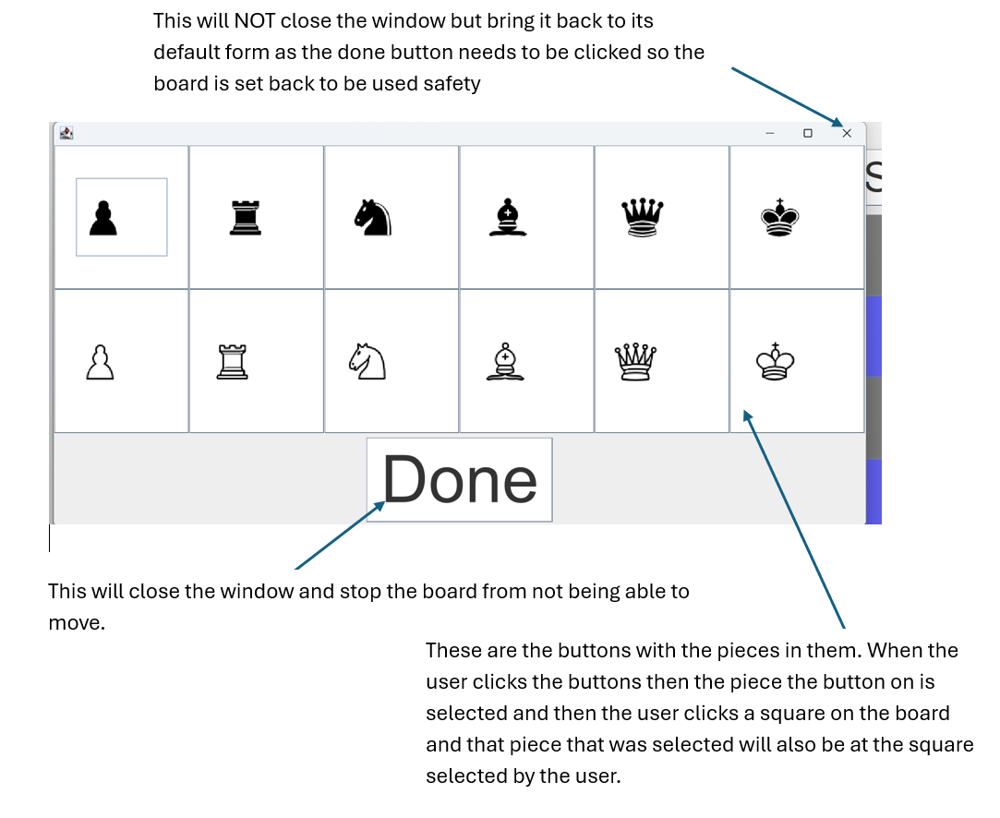 This will NOT close the window but bring it back to its
default form as the done button needs to be clicked so the
board is set back to be used safety
S
Done
This will close the window and stop the board from not being able to
move.
These are the buttons with the pieces in them. When the
user clicks the buttons then the piece the button on is
selected and then the user clicks a square on the board
and that piece that was selected will also be at the square
selected by the user.